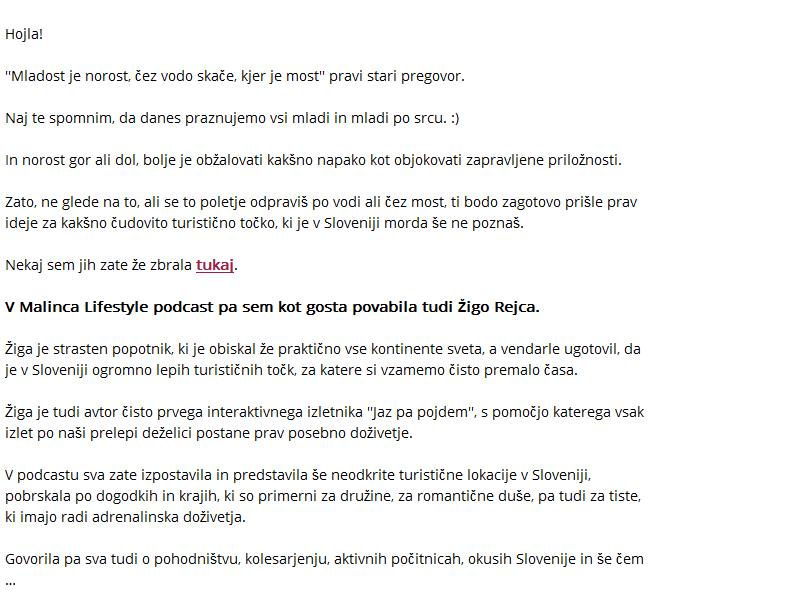 Hojla!
"Mladost je norost, čez vodo skače, kjer je most" pravi stari pregovor.
Naj te spomnim, da danes praznujemo vsi mladi in mladi po srcu. :)
In norost gor ali dol, bolje je obžalovati kakšno napako kot objokovati zapravljene priložnosti.
Zato, ne glede na to, ali se to poletje odpraviš po vodi ali čez most, ti bodo zagotovo prišle prav
ideje za kakšno čudovito turistično točko, ki je v Sloveniji morda še ne poznaš.
Nekaj sem jih zate že zbrala tukaj.
V Malinca Lifestyle podcast pa sem kot gosta povabila tudi Žigo Rejca.
Žiga je strasten popotnik, ki je obiskal že praktično vse kontinente sveta, a vendarle ugotovil, da
je v Sloveniji ogromno lepih turističnih točk, za katere si vzamemo čisto premalo časa.
Žiga je tudi avtor čisto prvega interaktivnega izletnika "Jaz pa pojdem", s pomočjo katerega vsak
izlet po naši prelepi deželici postane prav posebno doživetje.
V podcastu sva zate izpostavila in predstavila še neodkrite turistične lokacije v Sloveniji,
pobrskala po dogodkih in krajih, ki so primerni za družine, za romantične duše, pa tudi za tiste,
ki imajo radi adrenalinska doživetja.
Govorila pa sva tudi o pohodništvu, kolesarjenju, aktivnih počitnicah, okusih Slovenije in še čem
...